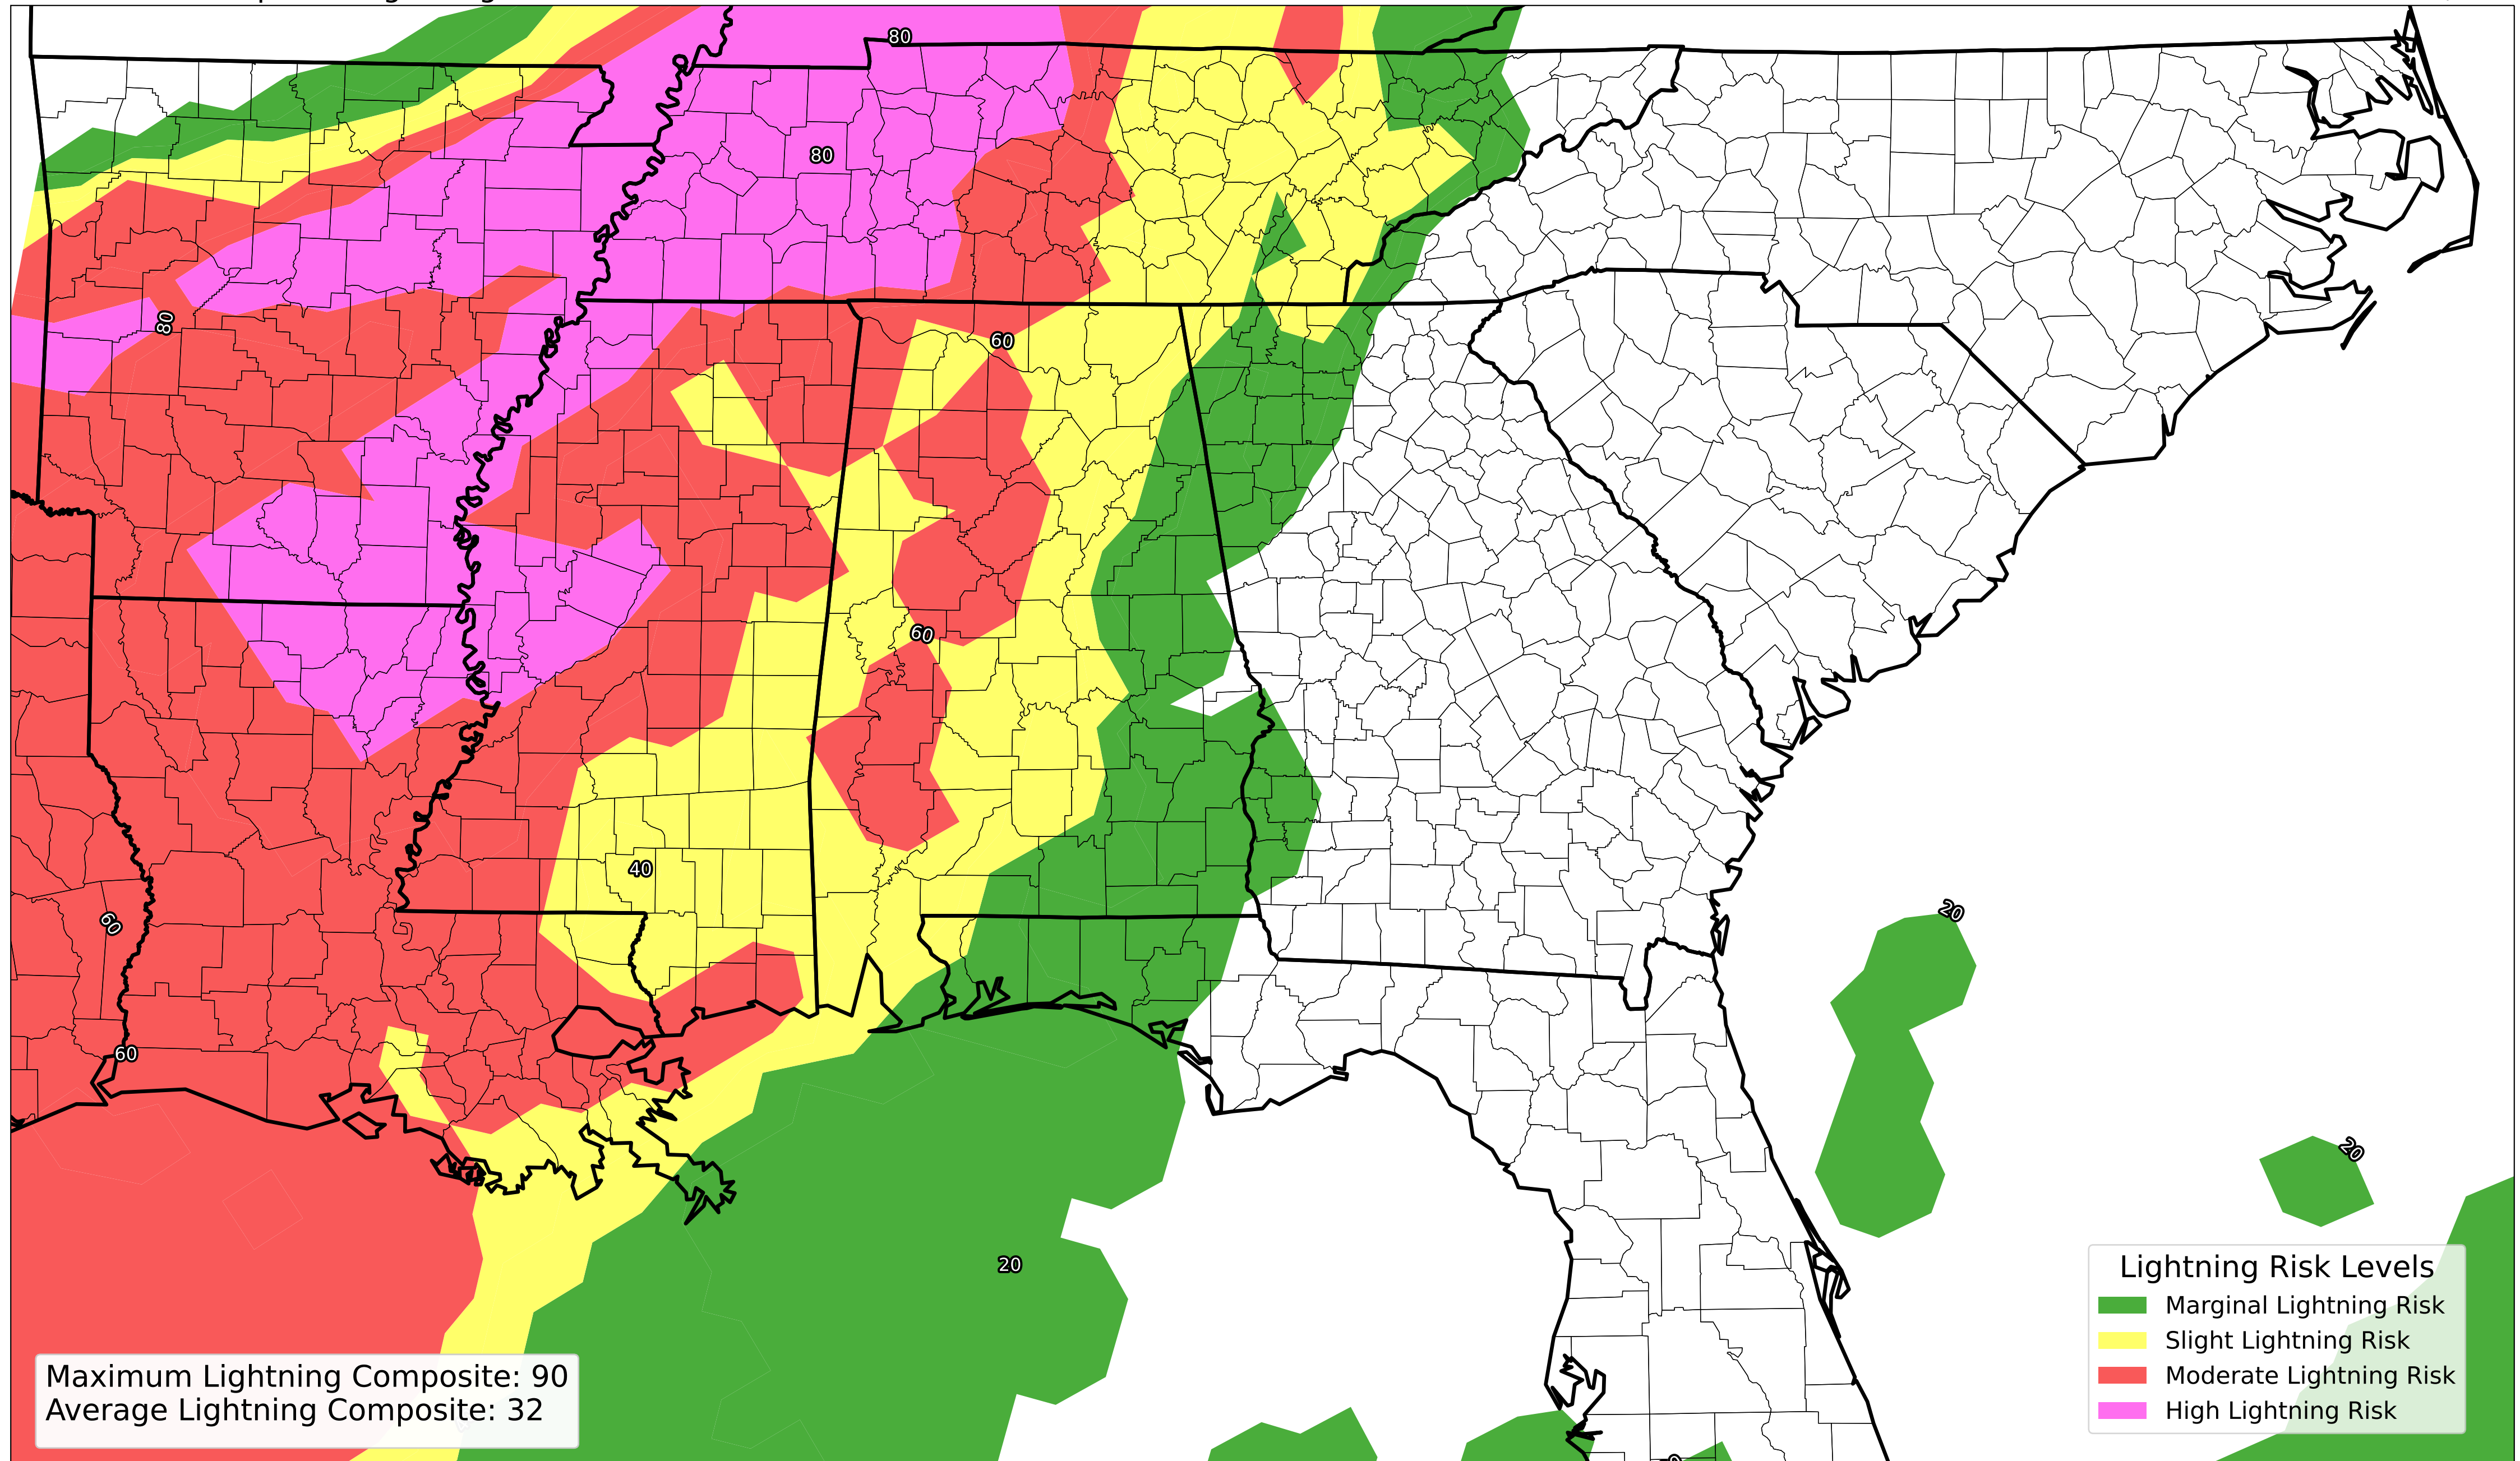 80
80
80
60
60
40
60
20
60
20
20
Lightning Risk Levels
Marginal Lightning Risk
Slight Lightning Risk
Moderate Lightning Risk
High Lightning Risk
Maximum Lightning Composite: 90
Average Lightning Composite: 32